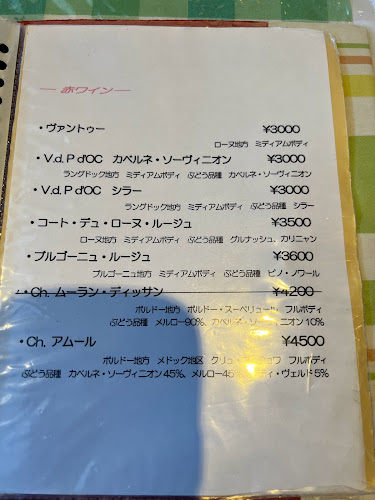 ― 赤ワイン ―
・ヴァントゥー ¥3000
ローヌ地方 ミディアムボディ
・V.d.P d'OC カベルネ・ソーヴィニオン ¥3000
ラングドック地方 ミディアムボディ ぶどう品種 カベルネ・ソーヴィニオン
・V.d.P d'OC シラー ¥3000
ラングドック地方 ミディアムボディ ぶどう品種 シラー
・コート・デュ・ローヌ・ルージュ ¥3500
ローヌ地方 ミディアムボディ ぶどう品種 グルナッシュ、カリニャン
・ブルゴーニュ・ルージュ ¥3600
ブルゴーニュ地方 ミディアムボディ ぶどう品種 ピノ・ノワール
・Ch. ムーラン・ディッサン ¥4200
ボルドー地方 ボルドー・スーペリュール フルボディ
ぶどう品種 メルロー90%、カベルネ・ソーヴィニオン10%
・Ch. アムール ¥4500
ボルドー地方 メドック地区 クリュ フルボディ
ぶどう品種 カベルネ・ソーヴィニオン45%、メルロー45 ・ヴェルド5%